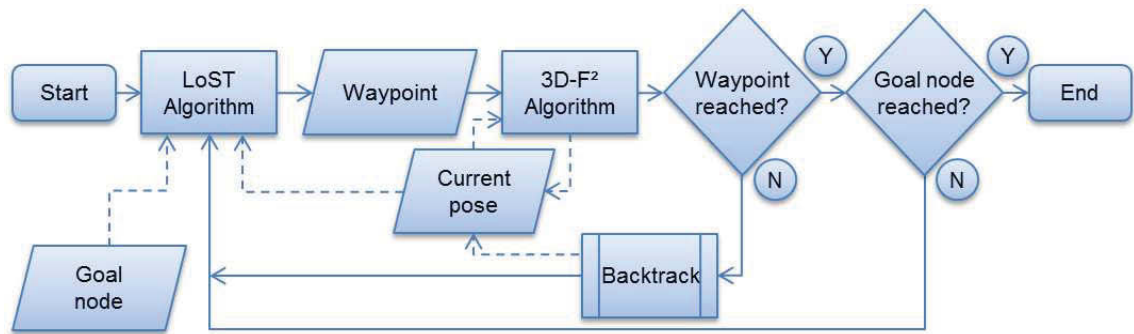 Start
LoST
Algorithm
Waypoint
3D-F²
Algorithm
Waypoint
reached?
Y
Goal node
reached?
Y
End
N
N
Current
pose
Backtrack
Goal
node